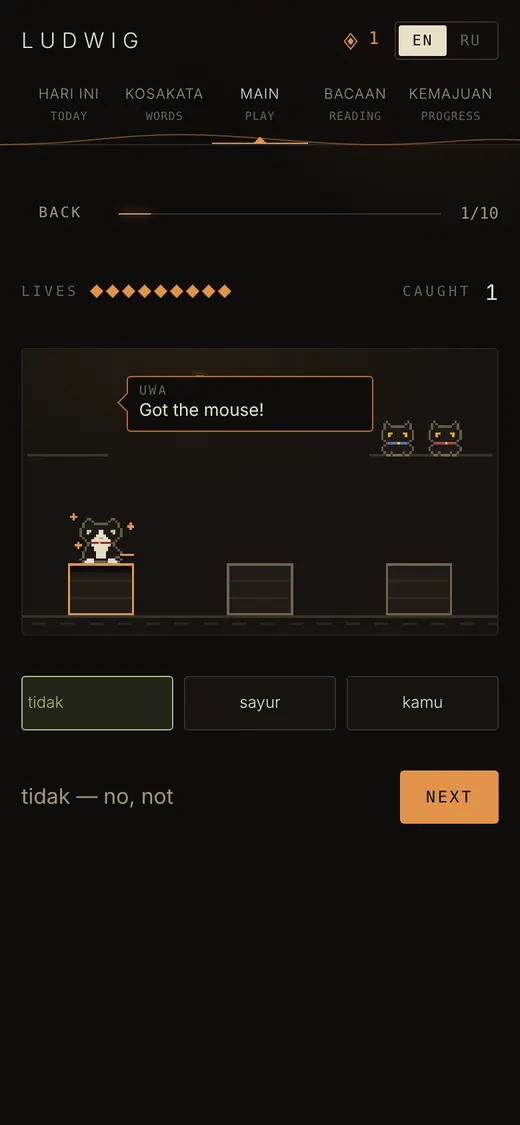 LUDWIG
1 EN RU
HARI INI KOSAKATA MAIN BACAAN KEMAJUAN
TODAY WORDS PLAY READING PROGRESS
BACK 1/10
LIVES CAUGHT 1
UWA
Got the mouse!
tidak sayur kamu
tidak — no, not NEXT